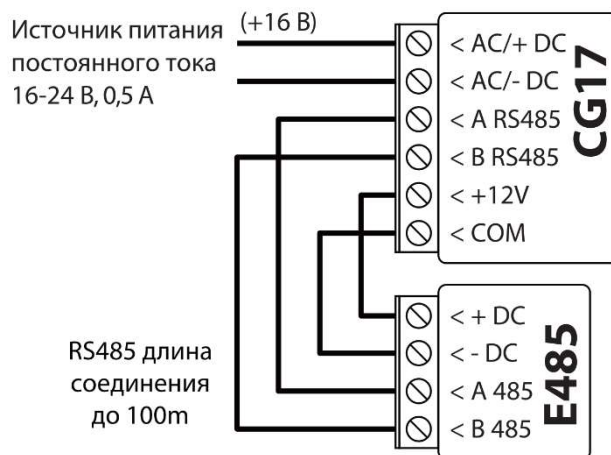 Источник питания
постоянного тока
16-24 В, 0,5 А
(+16 В)
< AC/+ DC
< AC/- DC
< A RS485
< B RS485
< +12V
< COM
CG17
< + DC
< - DC
< A 485
< B 485
E485
RS485 длина
соединения
до 100m